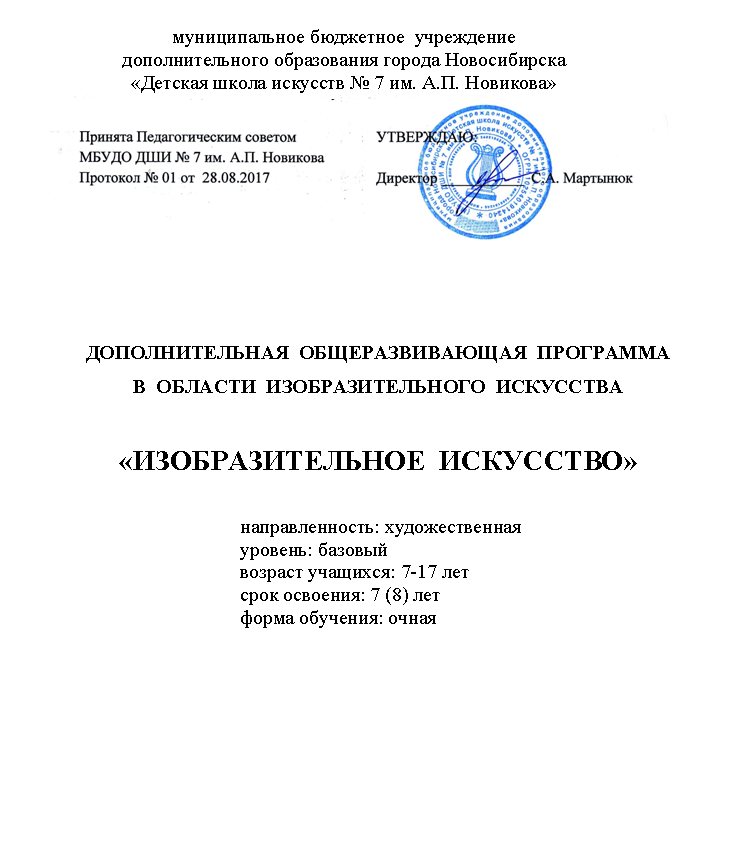 муниципальное бюджетное учреждение
дополнительного образования города Новосибирска
«Детская школа искусств № 7 им. А.П. Новикова»
Принята Педагогическим советом
МБУДО ДШИ № 7 им. А.П. Новикова
Протокол № 01 от 28.08.2017
УТВЕРЖДАЮ:
Директор С.А. Мартынюк
ДОПОЛНИТЕЛЬНАЯ ОБЩЕРАЗВИВАЮЩАЯ ПРОГРАММА
В ОБЛАСТИ ИЗОБРАЗИТЕЛЬНОГО ИСКУССТВА
«ИЗОБРАЗИТЕЛЬНОЕ ИСКУССТВО»
направленность: художественная
уровень: базовый
возраст учащихся: 7-17 лет
срок освоения: 7 (8) лет
форма обучения: очная